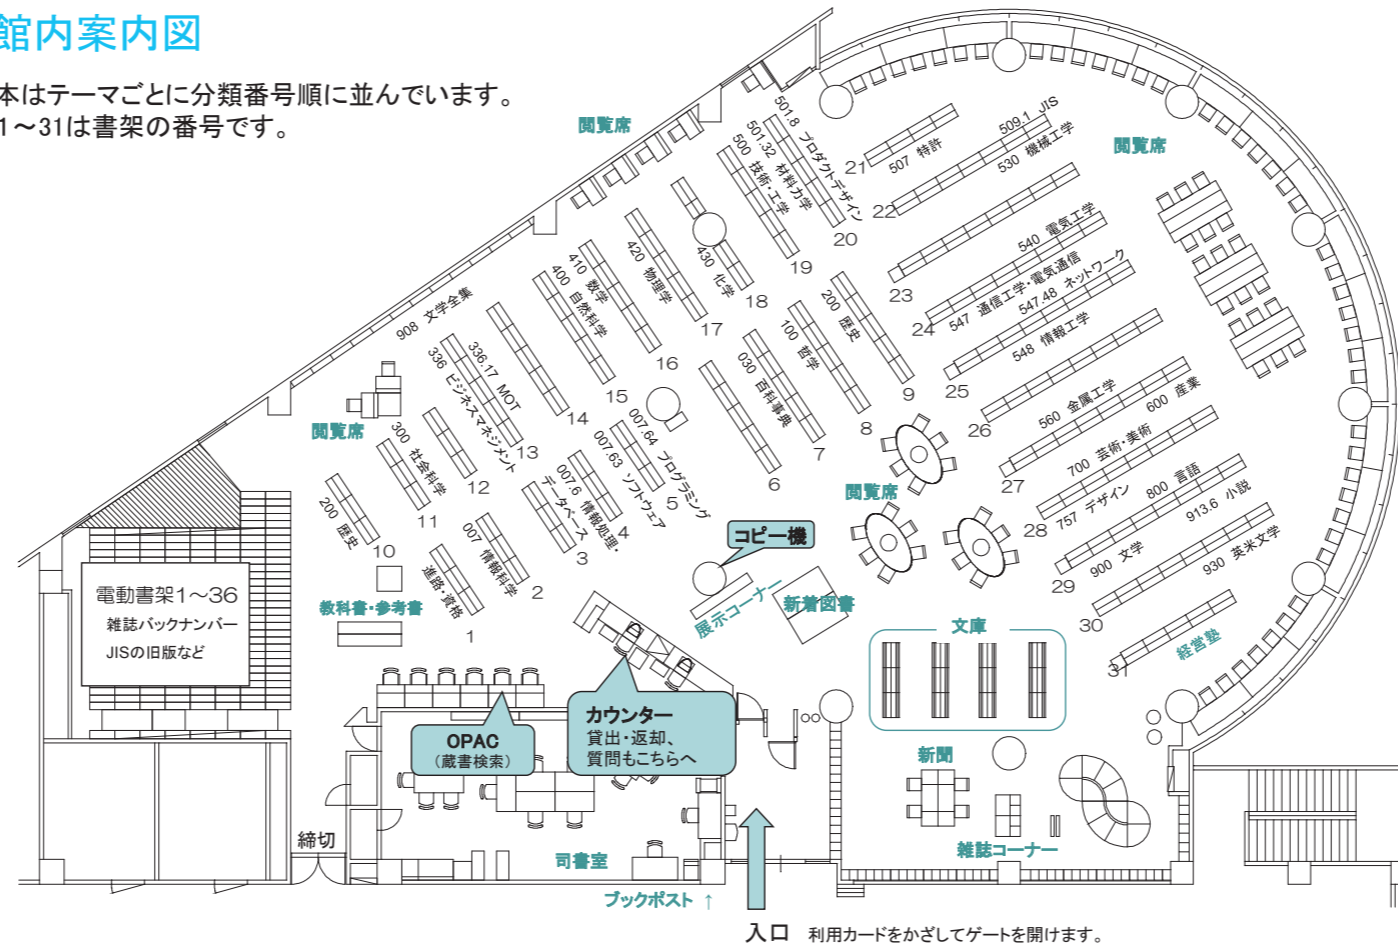 館内案内図
本はテーマごとに分類番号順に並んでいます。
1～31は書架の番号です。
閲覧席
501.8 プロダクトデザイン
501.32 材料力学
20
500 技術・工学
19
430 化学
18
420 物理学
17
410 数学
16
400 自然科学
15
14
908 文学全集
336.17 MOT
336 ビジネスマネジメント
13
12
300 社会科学
11
200 歴史
10
閲覧席
21
507 特許
509.1 JIS
22
530 機械工学
23
540 電気工学
24
547 通信工学・電気通信
547.48 ネットワーク
25
548 情報工学
26
560 金属工学
600 産業
27
700 芸術・美術
28
757 デザイン
800 言語
29
900 文学
913.6 小説
30
930 英米文学
31
経営塾
閲覧席
200 歴史
9
100 哲学
8
030 百科事典
7
6
007.64 プログラミング
007.63 ソフトウェア
5
007.6 情報処理・
データベース
4
3
007 情報科学
2
進路・資格
1
閲覧席
コピー機
展示コーナー
新着図書
文庫
教科書・参考書
電動書架1～36
雑誌バックナンバー
JISの旧版など
OPAC
(蔵書検索)
カウンター
貸出・返却、
質問もこちらへ
新聞
雑誌コーナー
締切
司書室
ブックポスト ↑
入口 利用カードをかざしてゲートを開けます。